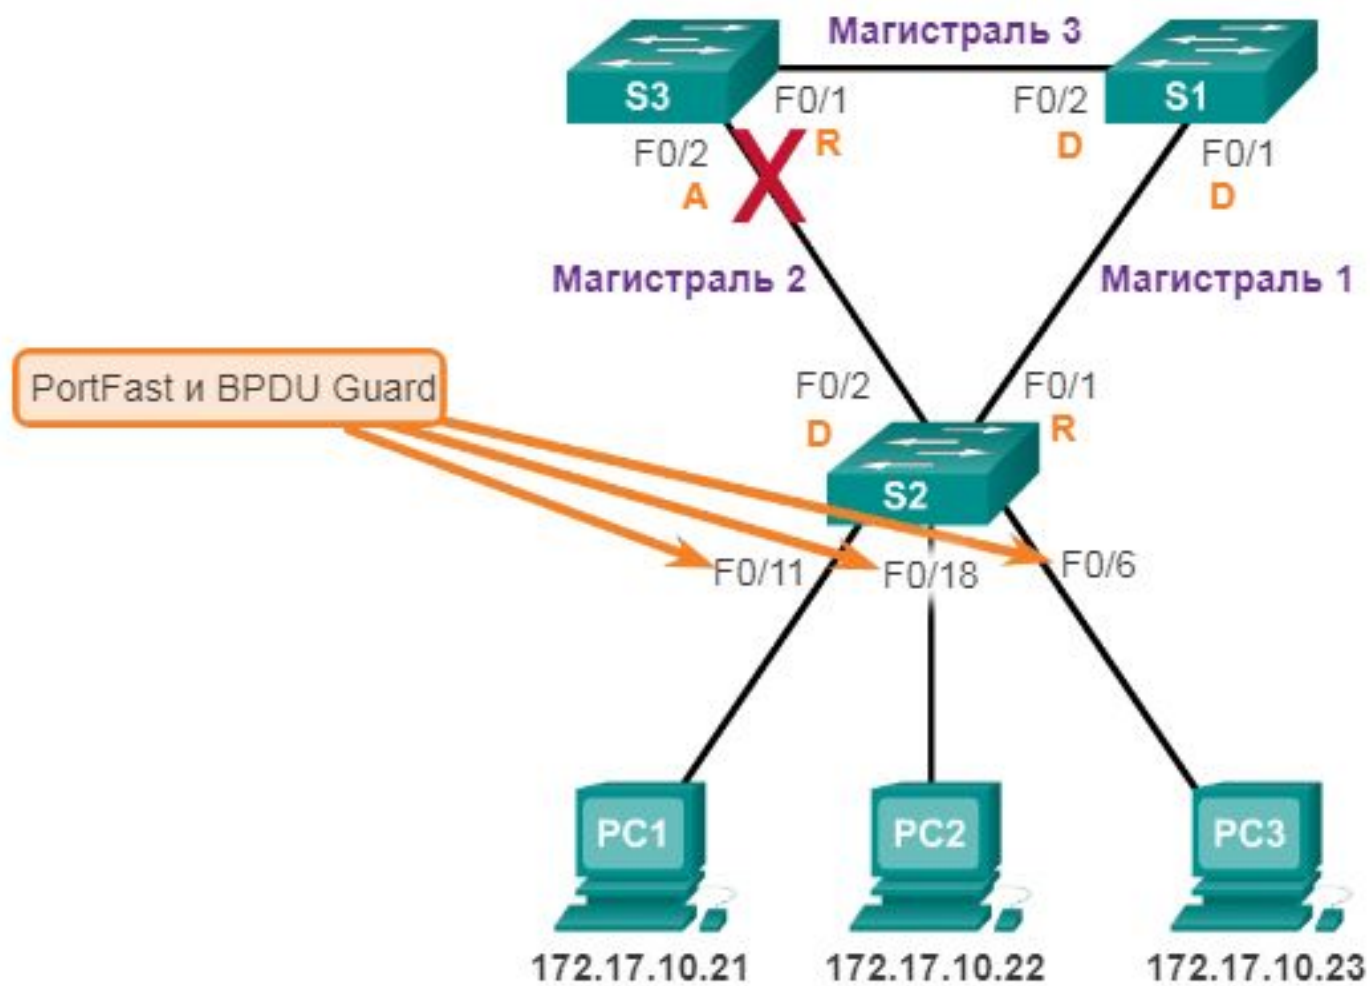 Магистраль 3
S3
S1
F0/1
F0/2
R
D
F0/2
F0/1
A
D
Магистраль 2
Магистраль 1
PortFast и BPDU Guard
F0/2
F0/1
D
R
S2
F0/11
F0/18
F0/6
PC1
PC2
PC3
172.17.10.21
172.17.10.22
172.17.10.23